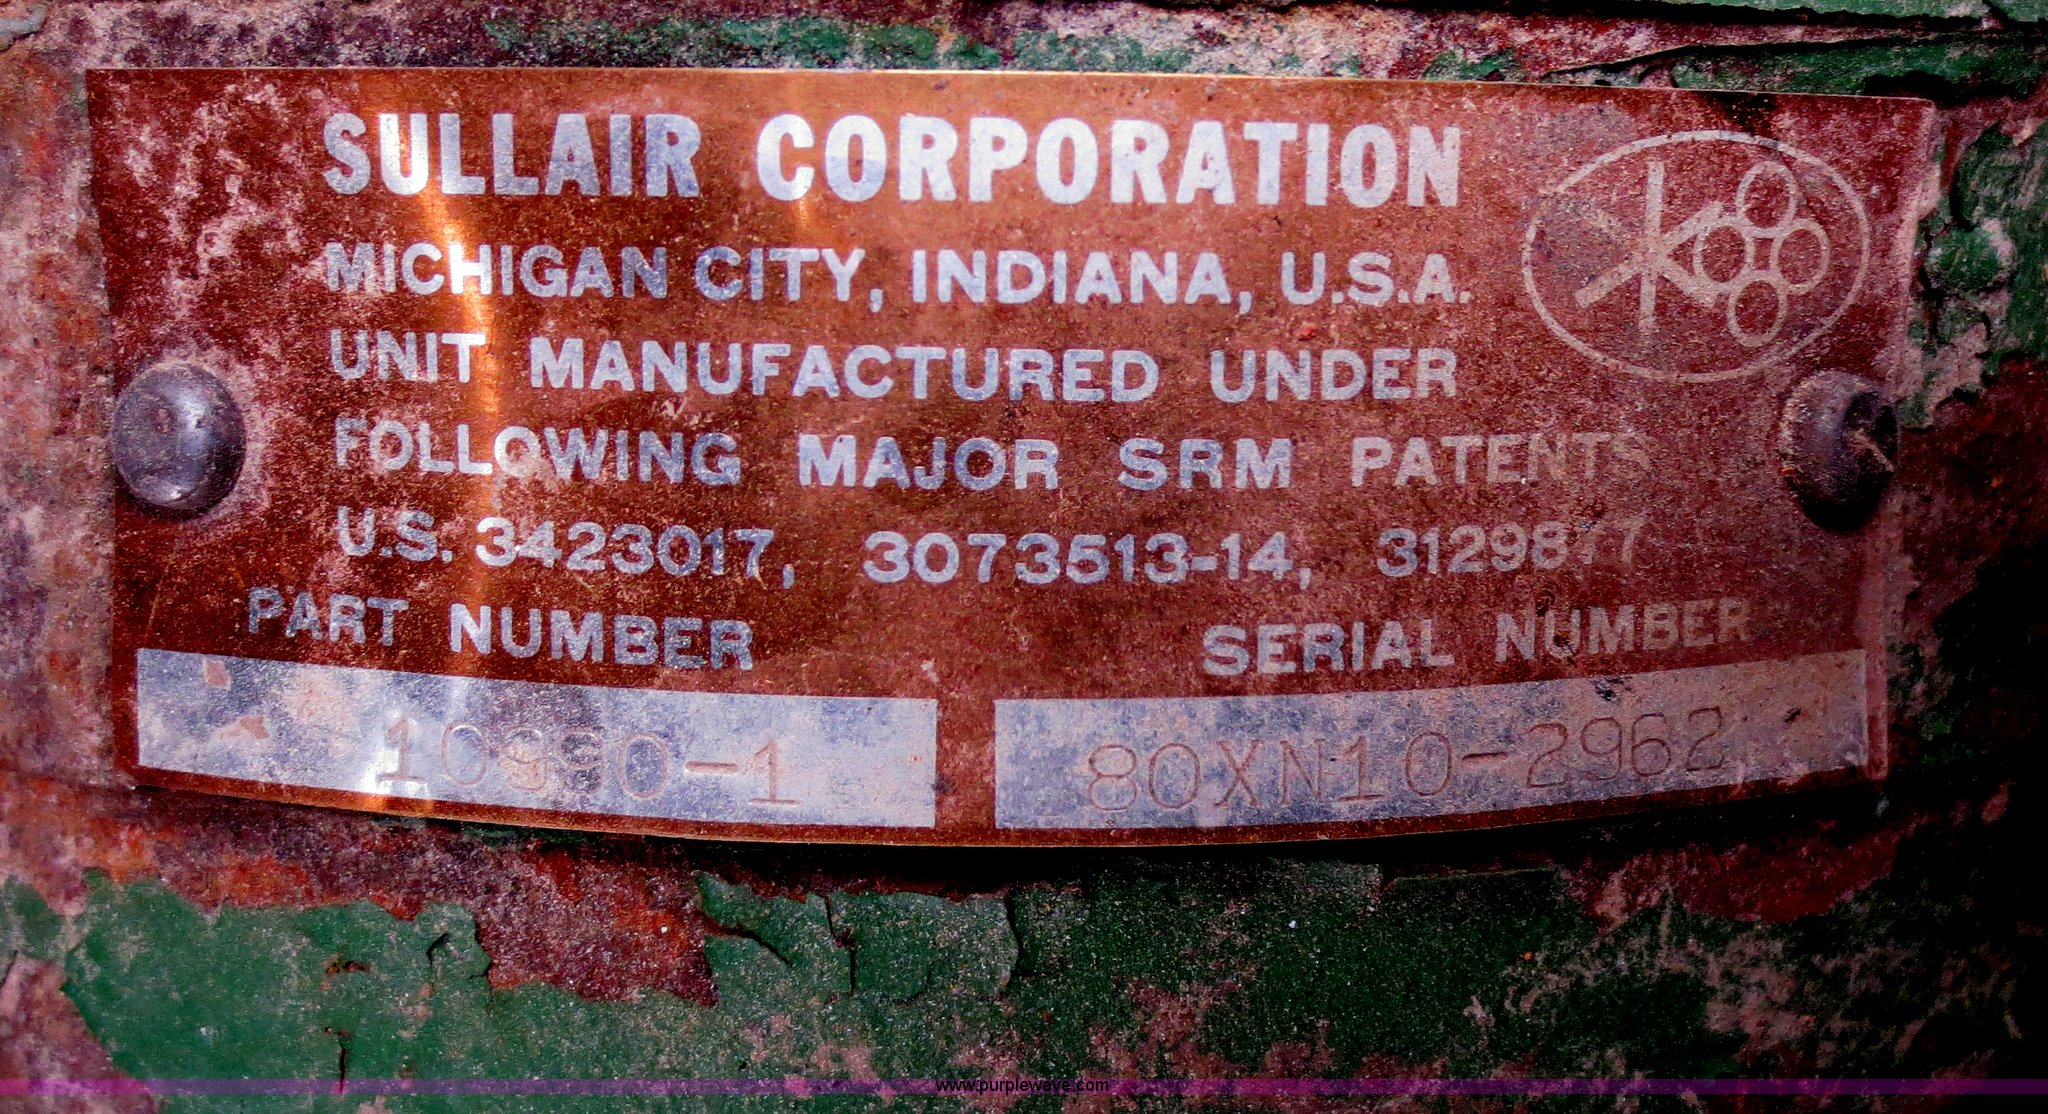 SULLAIR CORPORATION
MICHIGAN CITY, INDIANA, U.S.A.
UNIT MANUFACTURED UNDER
FOLLOWING MAJOR SRM PATENTS
U.S. 3423017, 3073513-14, 3129877
PART NUMBER SERIAL NUMBER
80XN10-2962
www.purplewave.com